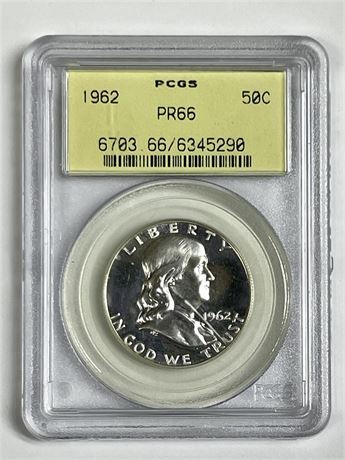 PCGS
1962 50C
PR66
6703.66/6345290
LIBERTY
1962
IN GOD WE TRUST